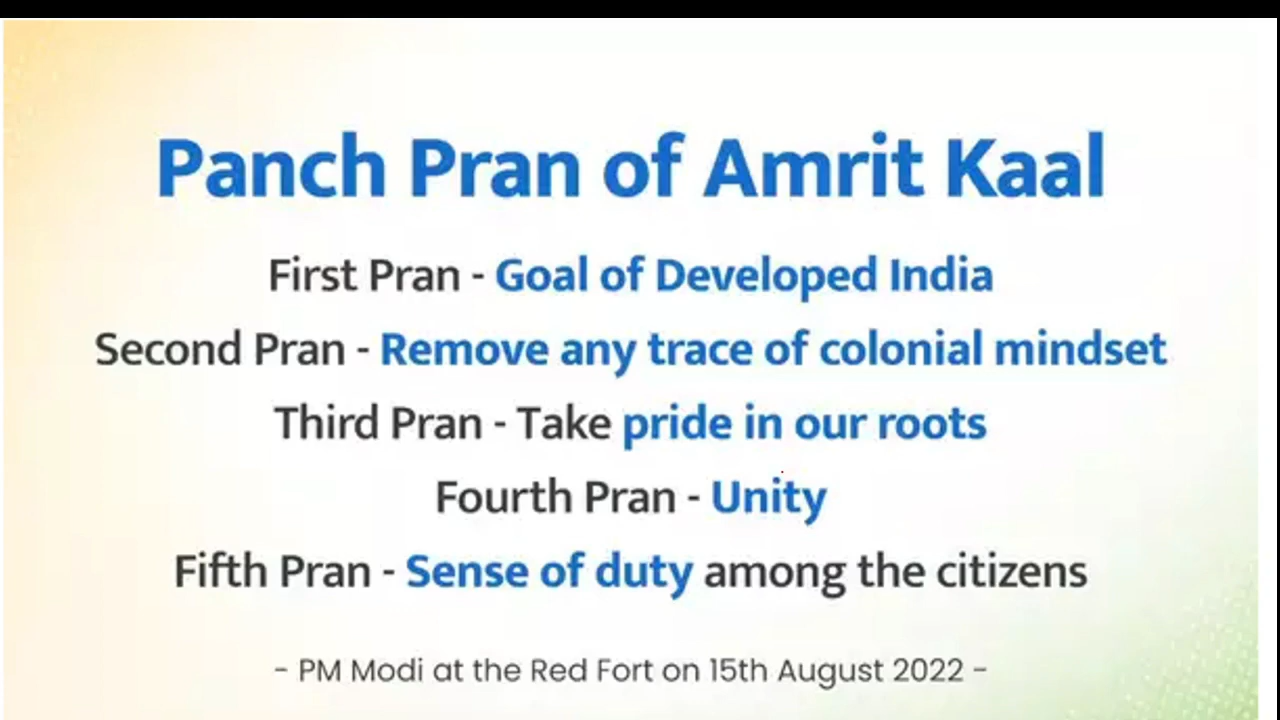 Panch Pran of Amrit Kaal
First Pran - Goal of Developed India
Second Pran - Remove any trace of colonial mindset
Third Pran - Take pride in our roots
Fourth Pran - Unity
Fifth Pran - Sense of duty among the citizens
- PM Modi at the Red Fort on 15th August 2022 -